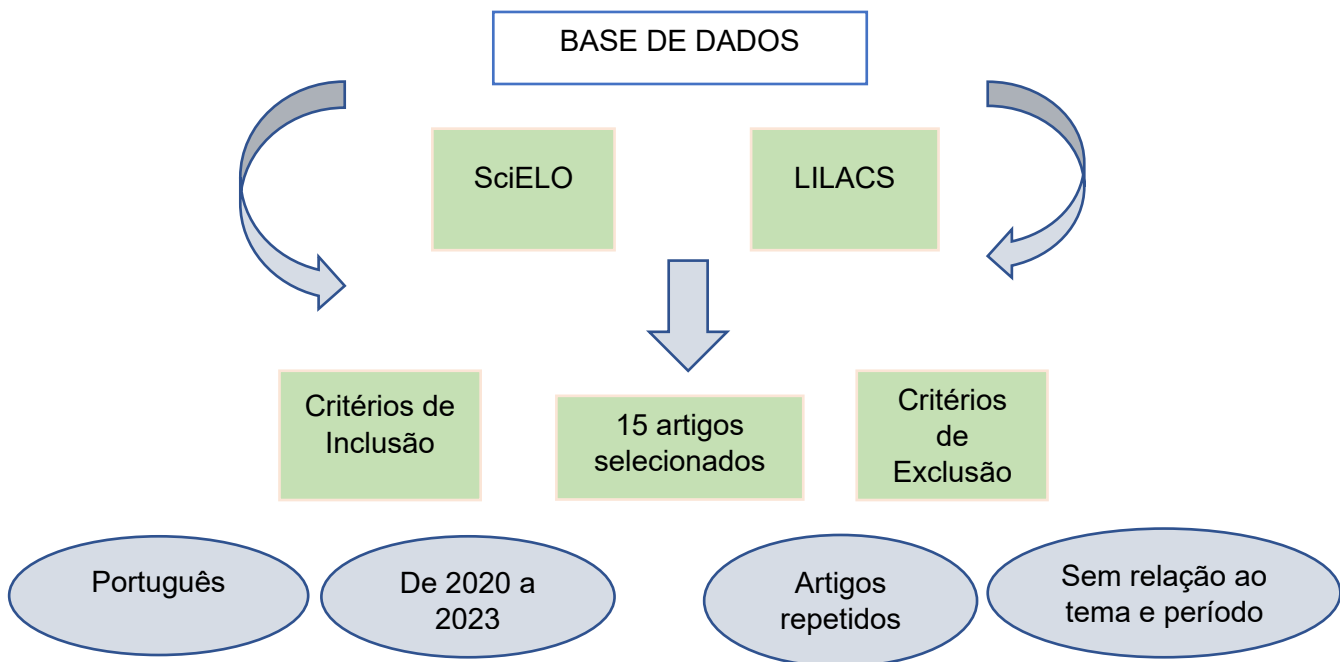 BASE DE DADOS
SciELO
LILACS
Critérios de
Inclusão
15 artigos
selecionados
Critérios
de
Exclusão
Português
De 2020 a
2023
Artigos
repetidos
Sem relação ao
tema e período